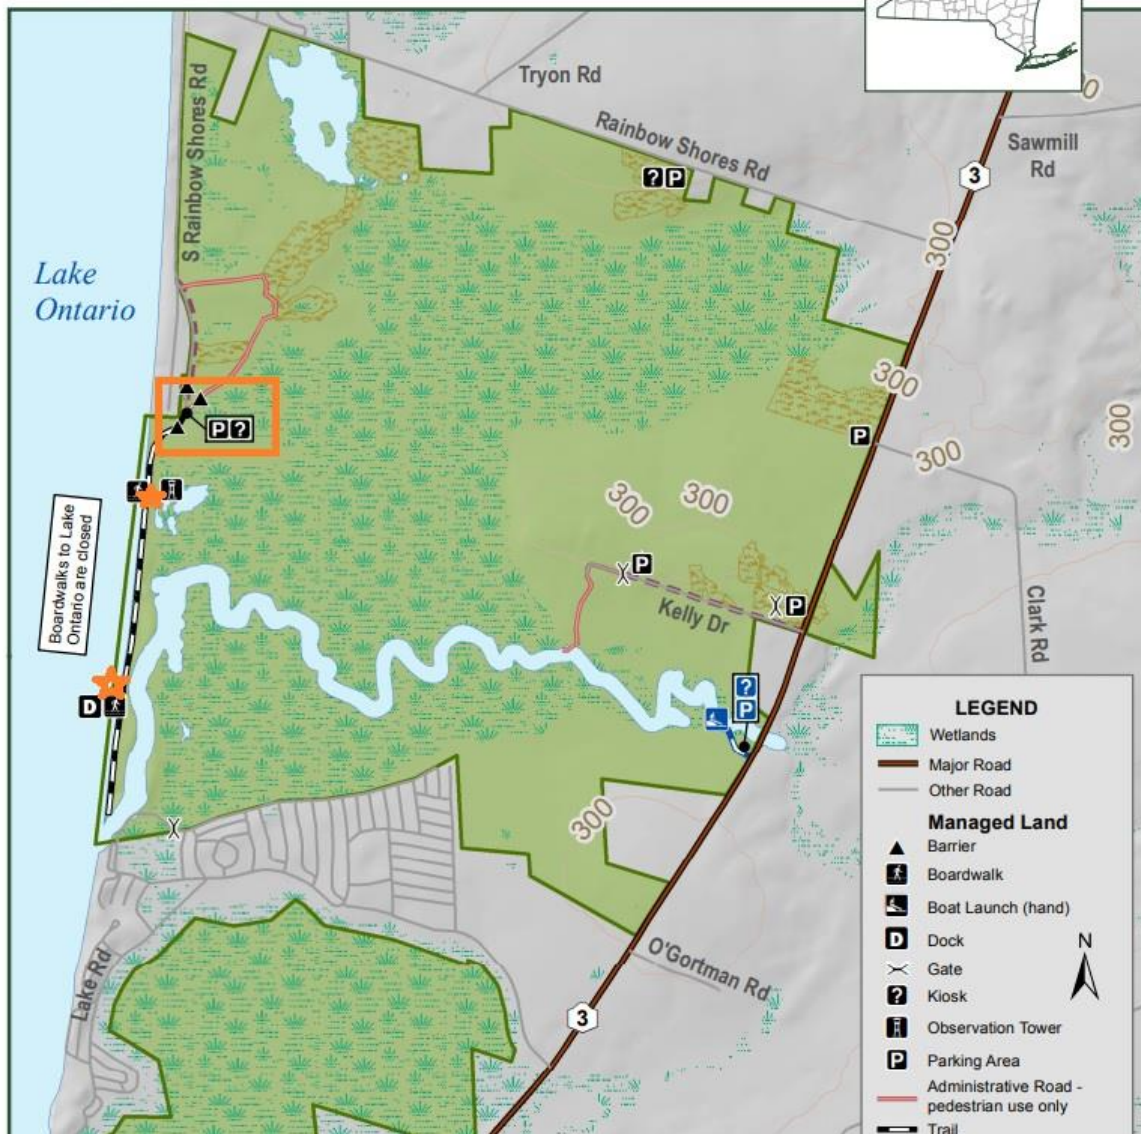 Tryon Rd
Rainbow Shores Rd
S Rainbow Shores Rd
Sawmill
Rd
3
300
? P
Lake
Ontario
300
300
300
P
P ?
300
300
Boardwalks to Lake
Ontario are closed
P
P
Kelly Dr
Clark Rd
?
P
D
300
O'Gortman Rd
Lake Rd
3
LEGEND
Wetlands
Major Road
Other Road
Managed Land
Barrier
Boardwalk
Boat Launch (hand)
D Dock
Gate
? Kiosk
Observation Tower
P Parking Area
Administrative Road -
pedestrian use only
Trail
N